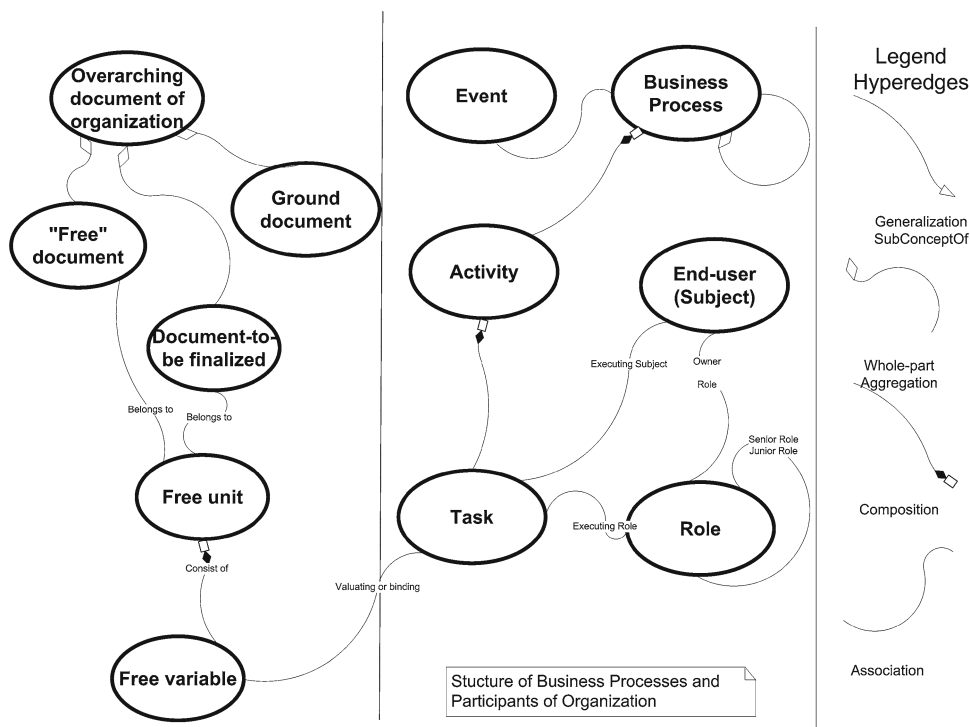 Overarching
document of
organization
"Free"
document
Ground
document
Document-to-
be finalized
Belongs to
Belongs to
Free unit
Consist of
Free variable
Valuating or binding
Event
Business
Process
Activity
End-user
(Subject)
Executing Subject
Owner
Role
Senior Role
Junior Role
Task
Executing Role
Role
Stucture of Business Processes and
Participants of Organization
Legend
Hyperedges
Generalization
SubConceptOf
Whole-part
Aggregation
Composition
Association